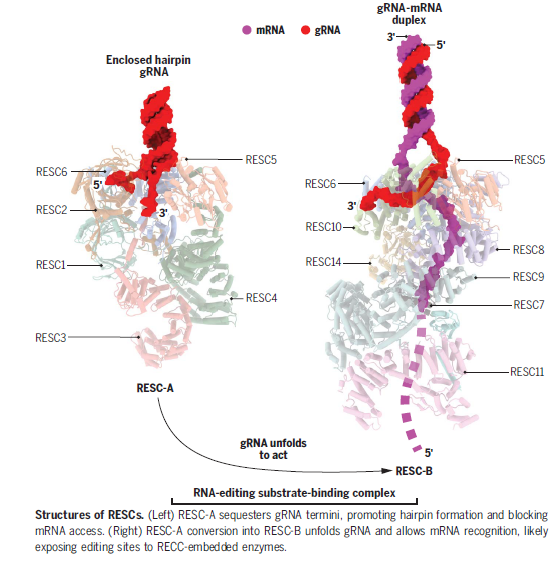 gRNA–mRNA
duplex
mRNA gRNA
3' 5'
Enclosed hairpin
gRNA
RESC6 RESC5
5'
RESC2 3'
RESC1
RESC4
RESC3
RESC-A
RESC5
RESC6
3'
RESC10
RESC8
RESC14
RESC9
RESC7
RESC11
5'
gRNA unfolds
to act
RESC-B
RNA-editing substrate-binding complex
Structures of RESCs. (Left) RESC-A sequesters gRNA termini, promoting hairpin formation and blocking
mRNA access. (Right) RESC-A conversion into RESC-B unfolds gRNA and allows mRNA recognition, likely
exposing editing sites to RECC-embedded enzymes.